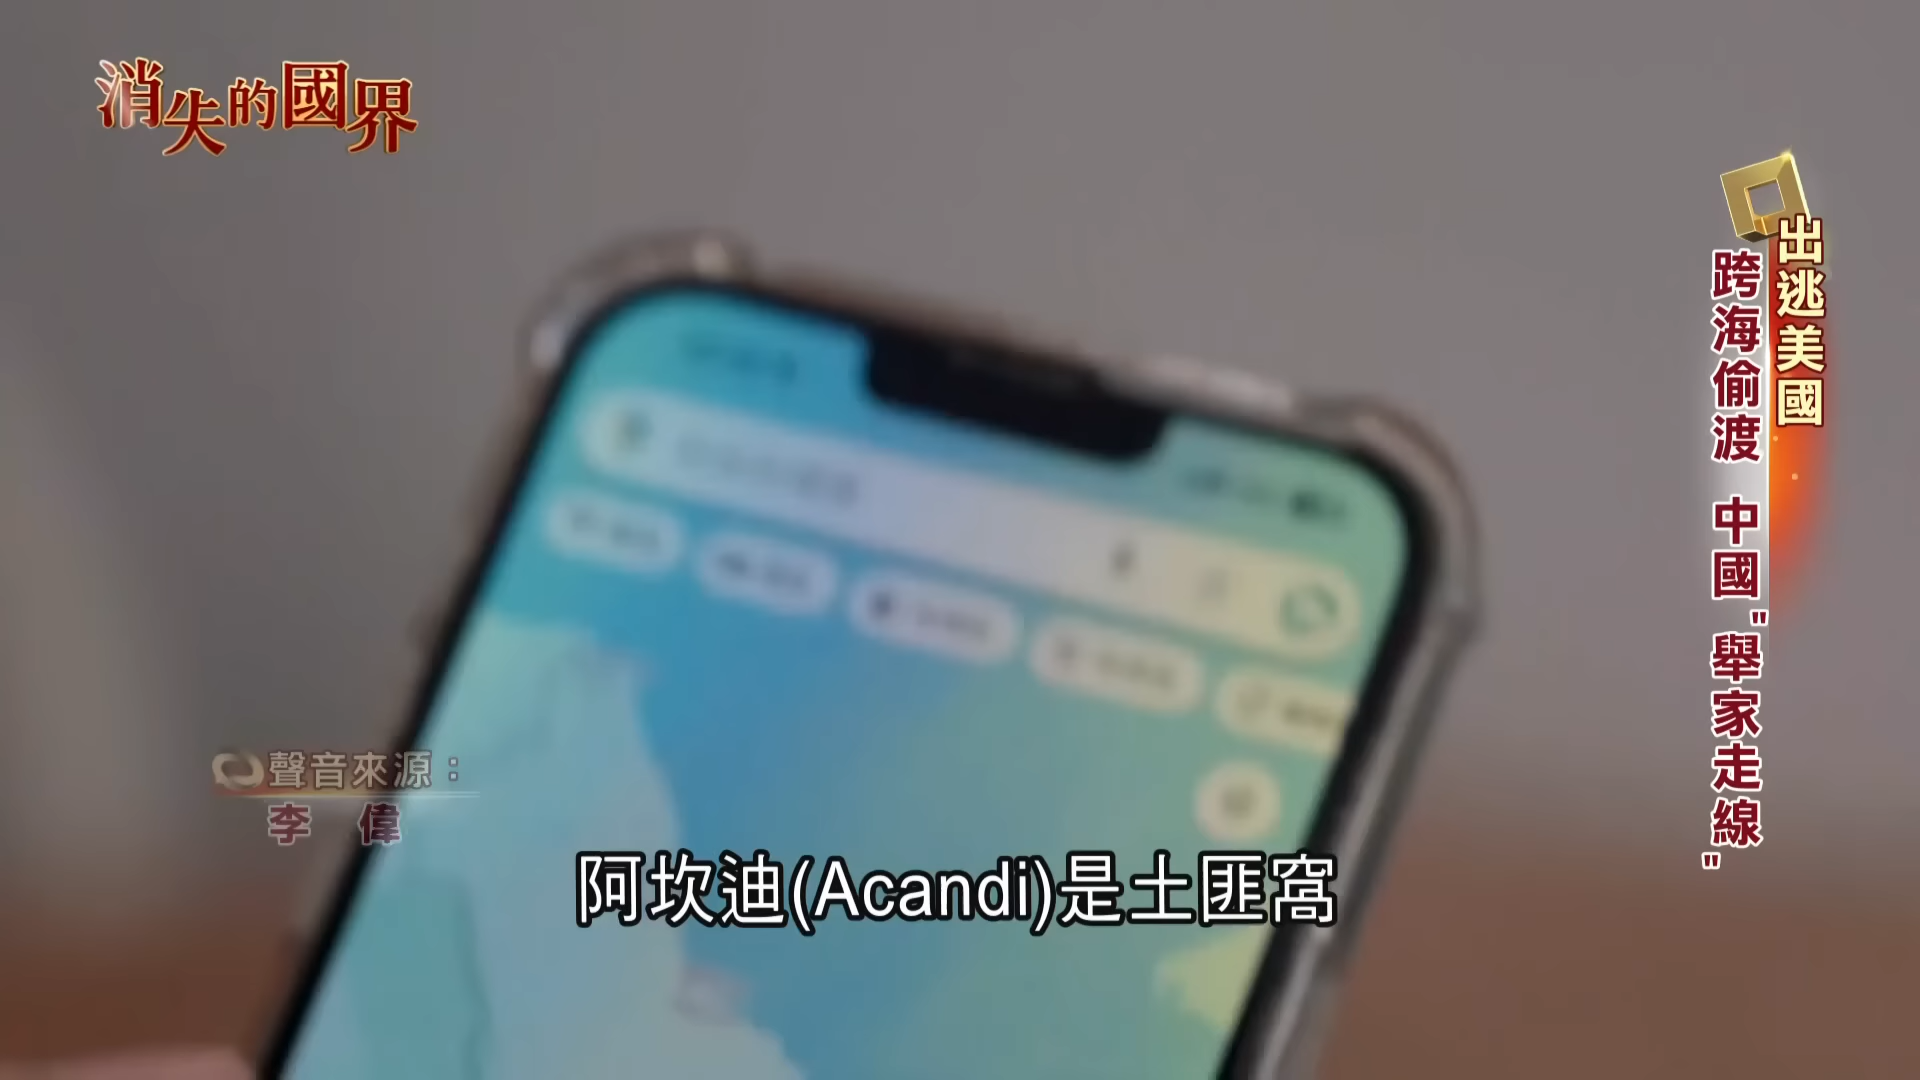 消失的國界
出逃美國
跨海偷渡 中國"舉家走線"
聲音來源：
李 偉
阿坎迪(Acandi)是土匪窩